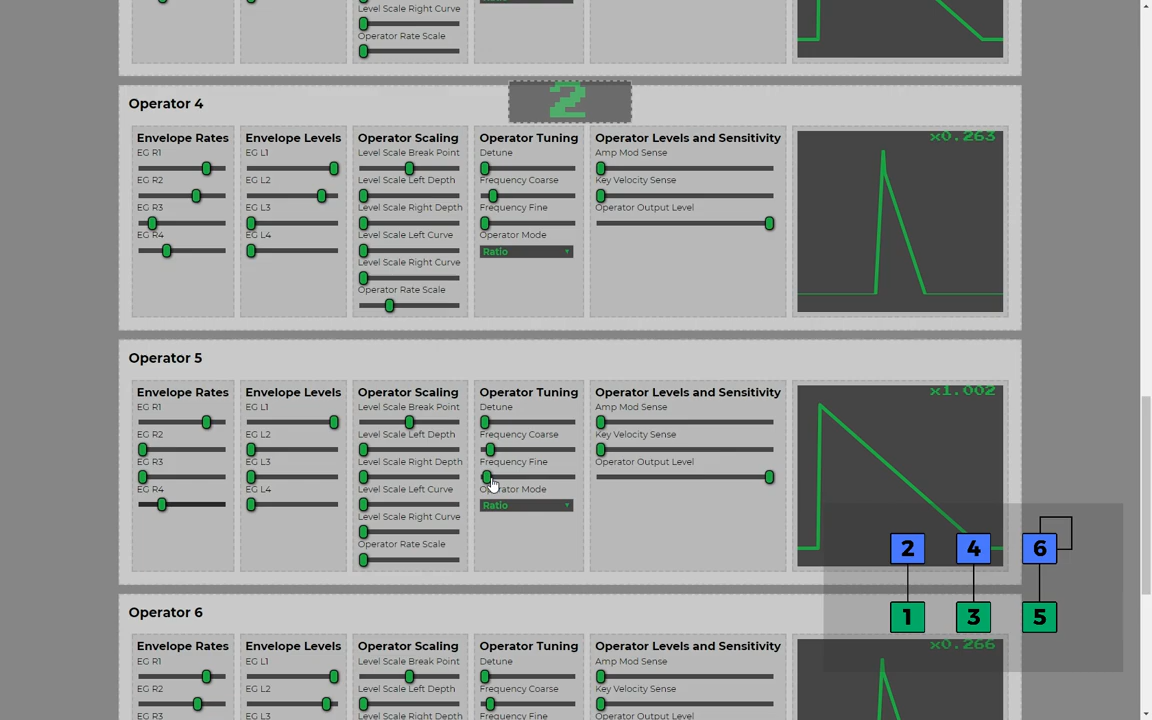 Level Scale Right Curve
Operator Rate Scale
Operator 4
2
Envelope Rates
EG R1
EG R2
EG R3
EG R4
Envelope Levels
EG L1
EG L2
EG L3
EG L4
Operator Scaling
Level Scale Break Point
Level Scale Left Depth
Level Scale Right Depth
Level Scale Left Curve
Level Scale Right Curve
Operator Rate Scale
Operator Tuning
Detune
Frequency Coarse
Frequency Fine
Operator Mode
Ratio
Operator Levels and Sensitivity
Amp Mod Sense
Key Velocity Sense
Operator Output Level
x0.263
Operator 5
Envelope Rates
EG R1
EG R2
EG R3
EG R4
Envelope Levels
EG L1
EG L2
EG L3
EG L4
Operator Scaling
Level Scale Break Point
Level Scale Left Depth
Level Scale Right Depth
Level Scale Left Curve
Level Scale Right Curve
Operator Rate Scale
Operator Tuning
Detune
Frequency Coarse
Frequency Fine
Operator Mode
Ratio
Operator Levels and Sensitivity
Amp Mod Sense
Key Velocity Sense
Operator Output Level
x1.002
2 4 6
1 3 5
Operator 6
Envelope Rates
EG R1
EG R2
EG R3
Envelope Levels
EG L1
EG L2
EG L3
Operator Scaling
Level Scale Break Point
Level Scale Left Depth
Level Scale Right Depth
Operator Tuning
Detune
Frequency Coarse
Frequency Fine
Operator Levels and Sensitivity
Amp Mod Sense
Key Velocity Sense
Operator Output Level
x0.266